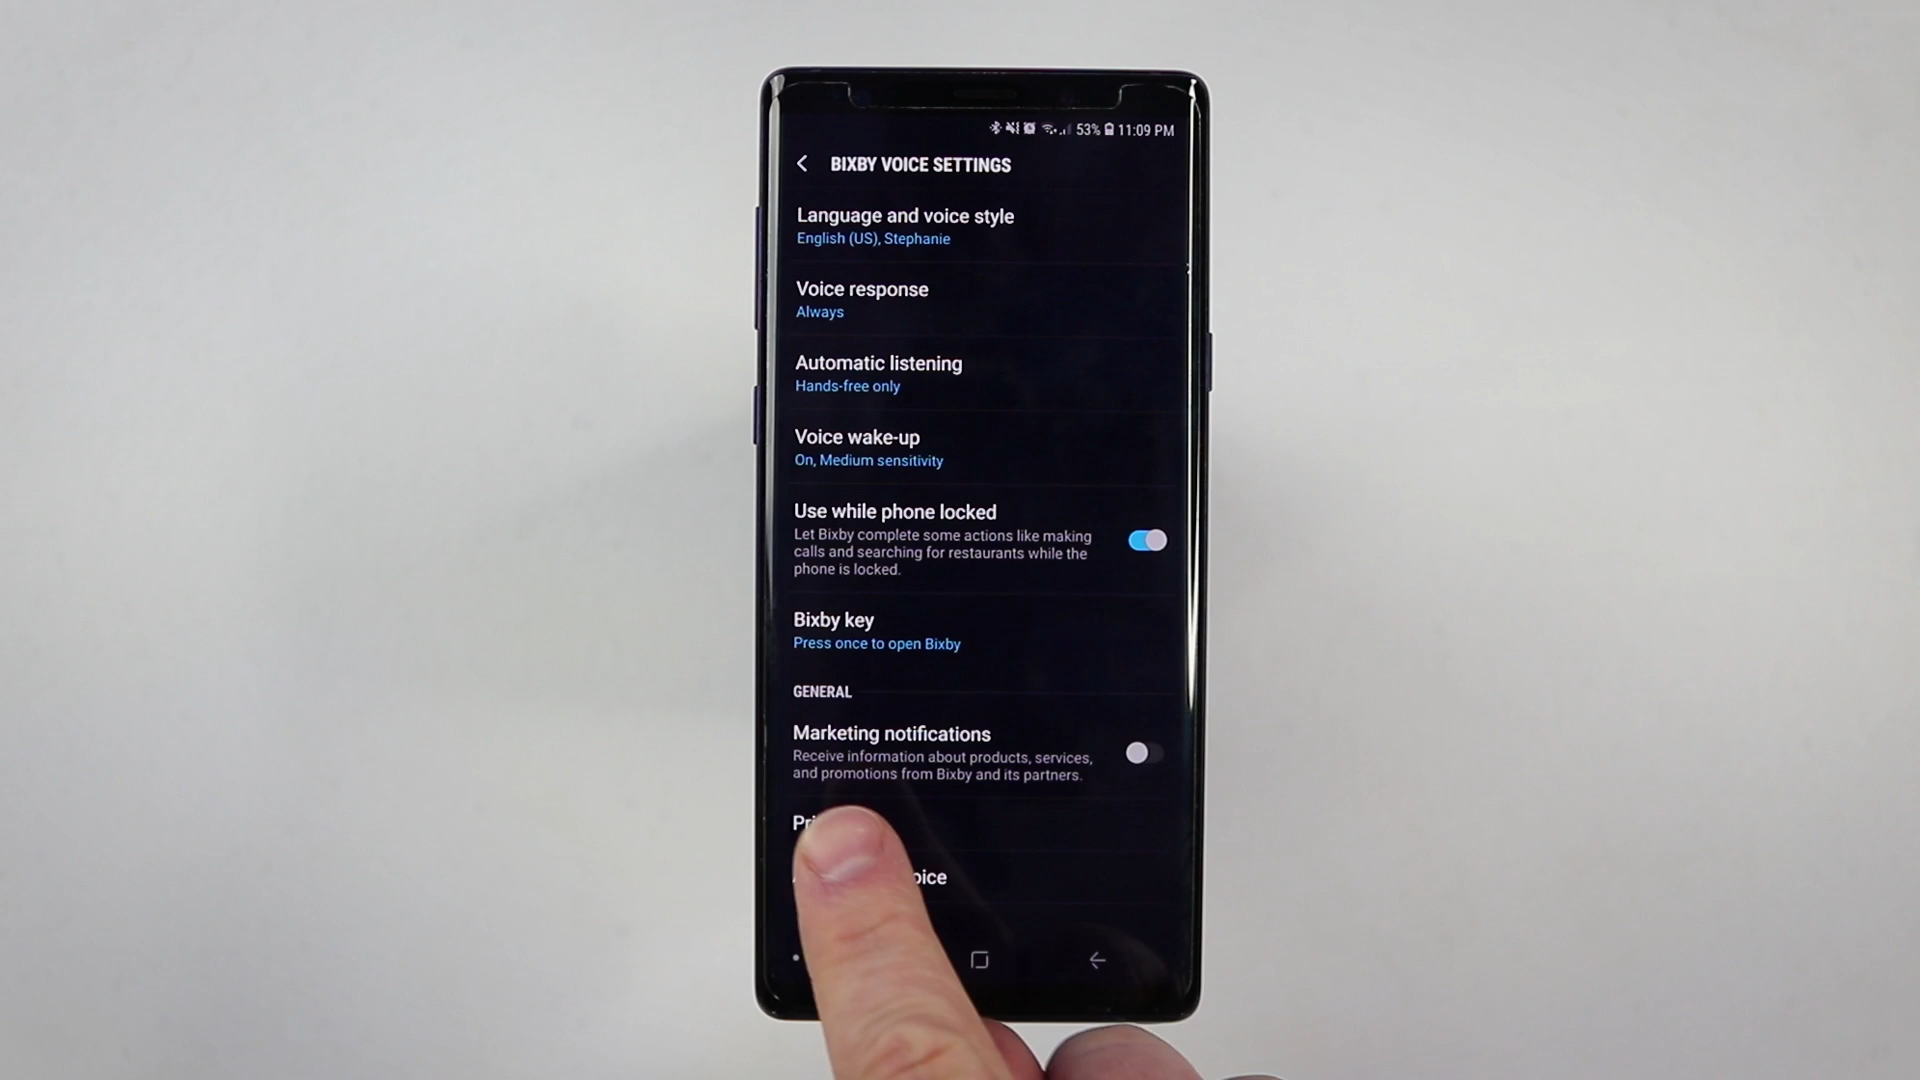 53% 11:09 PM
BIXBY VOICE SETTINGS
Language and voice style
English (US), Stephanie
Voice response
Always
Automatic listening
Hands-free only
Voice wake-up
On, Medium sensitivity
Use while phone locked
Let Bixby complete some actions like making
calls and searching for restaurants while the
phone is locked.
Bixby key
Press once to open Bixby
GENERAL
Marketing notifications
Receive information about products, services,
and promotions from Bixby and its partners.